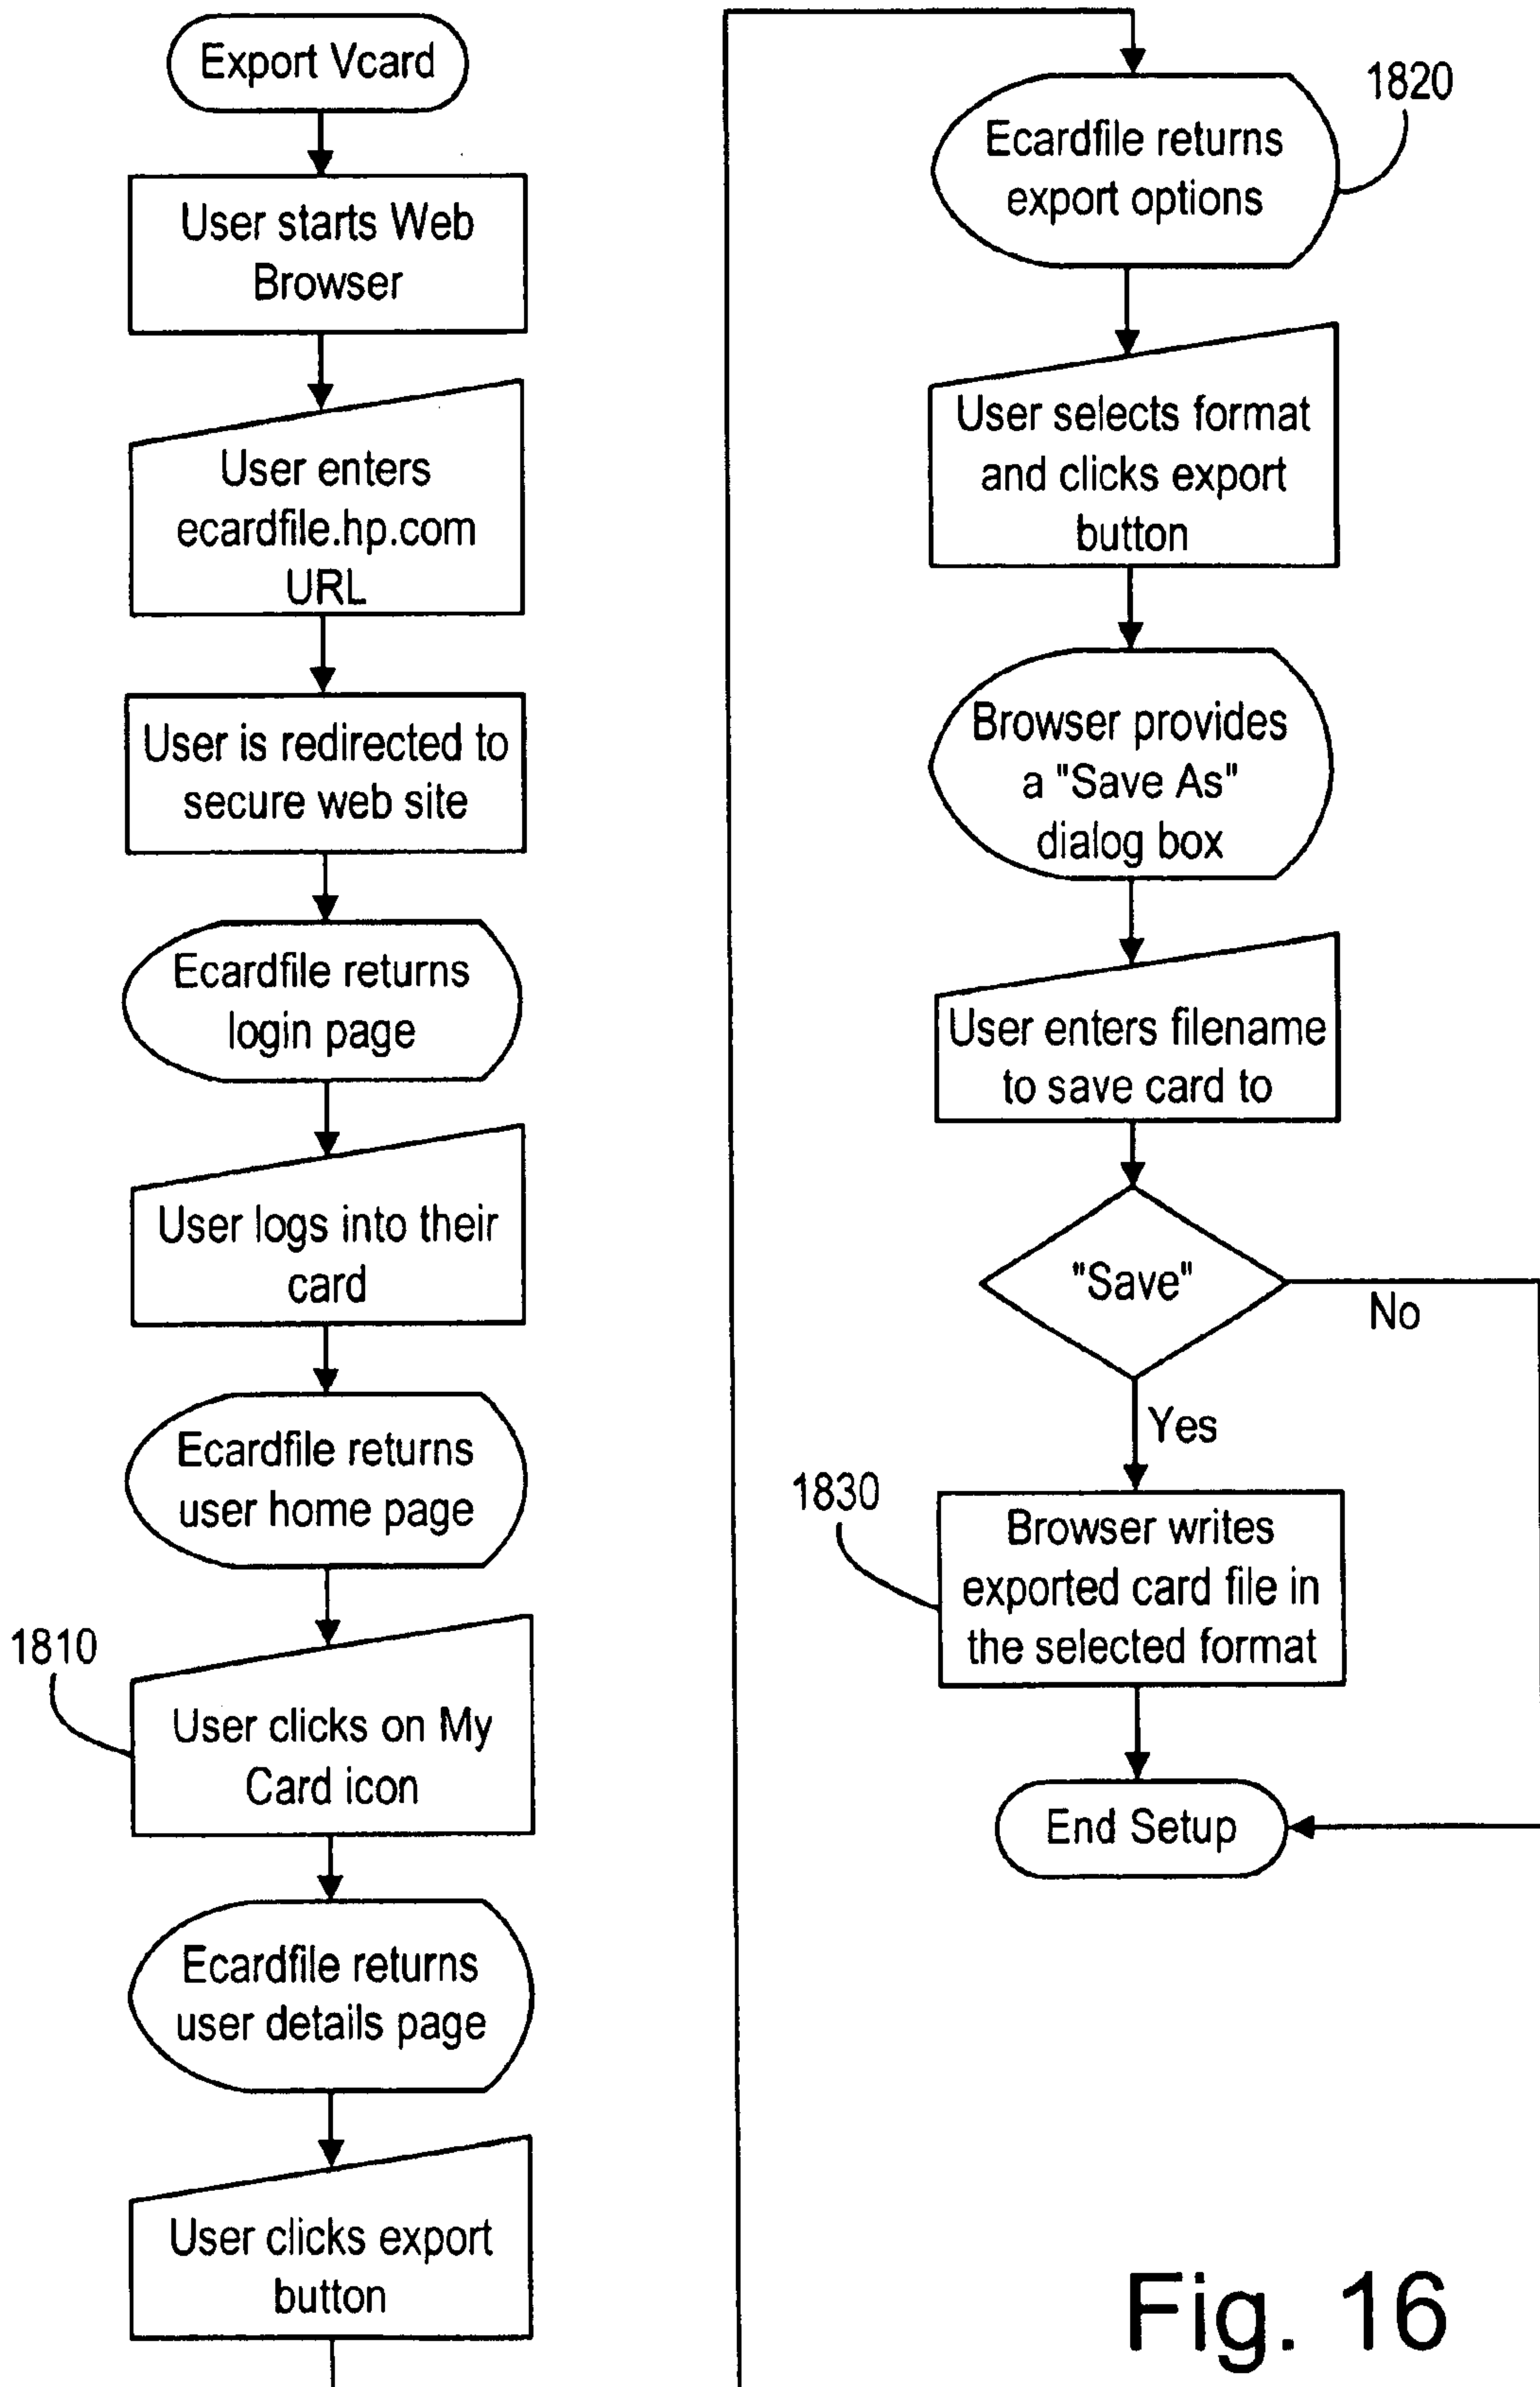 Export Vcard
User starts Web
Browser
User enters
ecardfile.hp.com
URL
User is redirected to
secure web site
Ecardfile returns
login page
User logs into their
card
Ecardfile returns
user home page
1810
User clicks on My
Card icon
Ecardfile returns
user details page
User clicks export
button
1820
Ecardfile returns
export options
User selects format
and clicks export
button
Browser provides
a "Save As"
dialog box
User enters filename
to save card to
"Save"
No
Yes
1830
Browser writes
exported card file in
the selected format
End Setup
Fig. 16